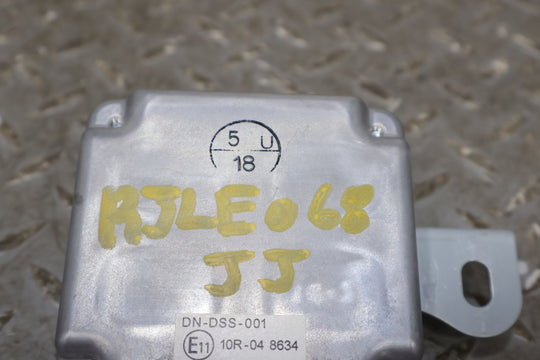 5 U
18
RJLE068
JJ
DN-DSS-001
E11 10R-04 8634